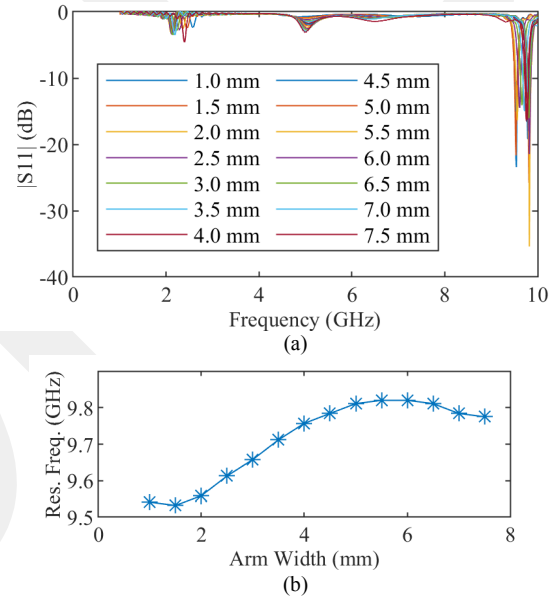 0
-10
-20
-30
-40
|S11| (dB)
1.0 mm 4.5 mm
1.5 mm 5.0 mm
2.0 mm 5.5 mm
2.5 mm 6.0 mm
3.0 mm 6.5 mm
3.5 mm 7.0 mm
4.0 mm 7.5 mm
0 2 4 6 8 10
Frequency (GHz)
(a)
Res. Freq. (GHz)
9.8
9.7
9.6
9.5
0 2 4 6 8
Arm Width (mm)
(b)